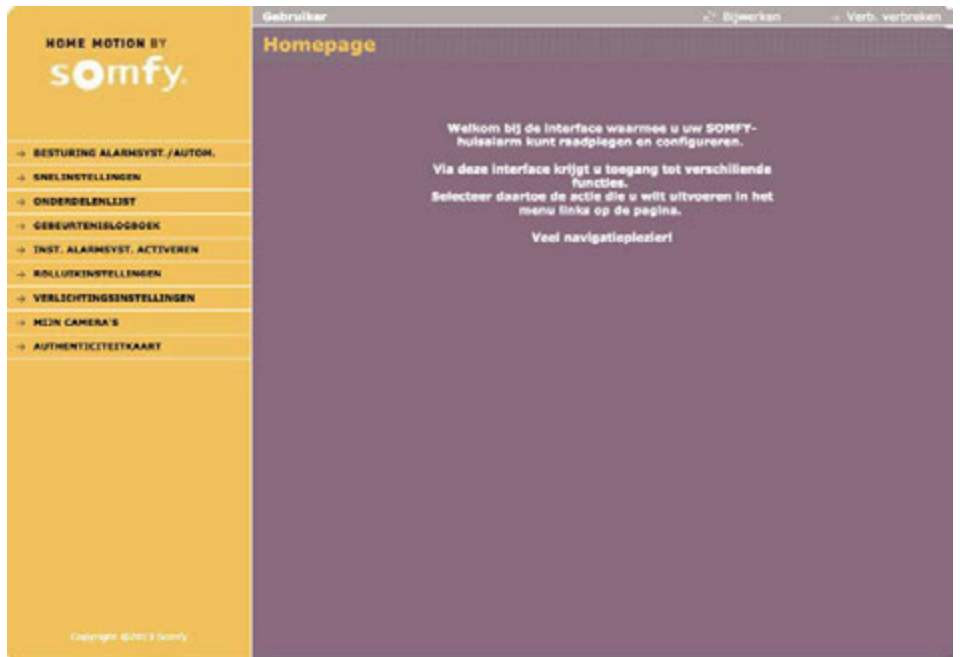 Gebruiker
Bijwerken
Verb. verbreken
HOME MOTION BY
somfy.
Homepage
Welkom bij de interface waarmee u uw SOMFY-
huisalarm kunt raadplegen en configureren.
Via deze interface krijgt u toegang tot verschillende
functies.
Selecteer daartoe de actie die u wilt uitvoeren in het
menu links op de pagina.
Veel navigatieplezier!
BESTURING ALARMSYST./AUTOM.
SNELINSTELLINGEN
ONDERDELENLIJST
GEBEURTENISLOGBOEK
INST. ALARMSYST. ACTIVEREN
ROLLUIKINSTELLINGEN
VERLICHTINGSINSTELLINGEN
MIJN CAMERA'S
AUTHENTICITEITKAART
Copyright @2013 Somfy